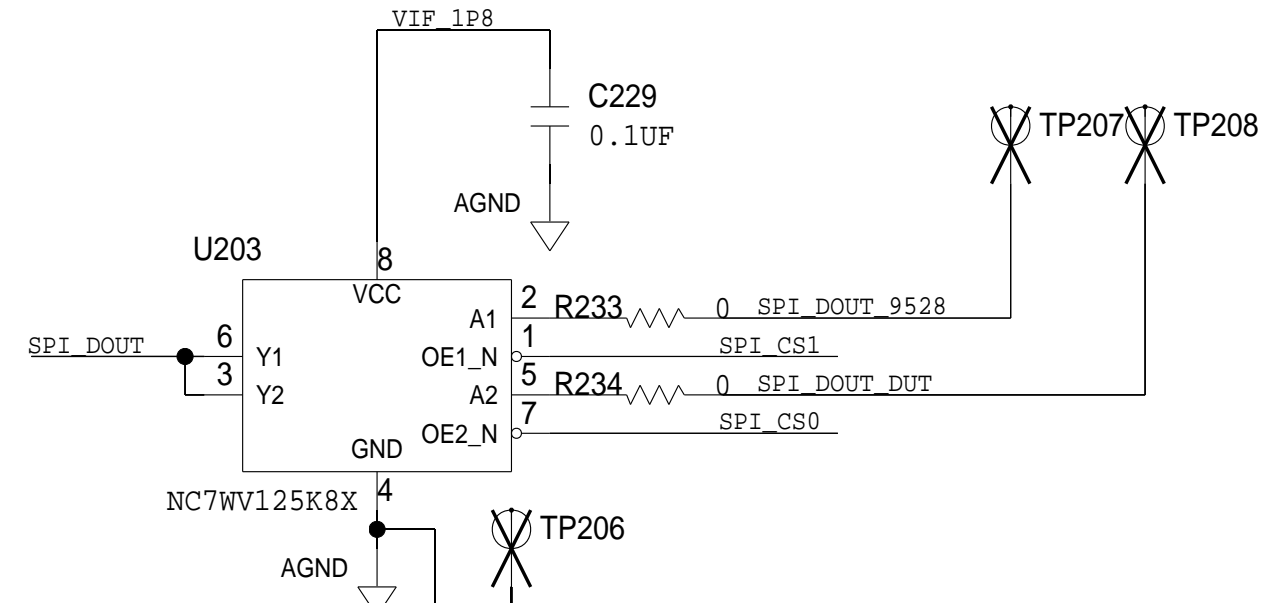 VIF_1P8
C229
0.1UF
TP207 TP208
AGND
U203
8
VCC
2 R233 0 SPI_DOUT_9528
A1
1 SPI_CS1
SPI_DOUT 6 Y1 OE1_N
5 R234 0 SPI_DOUT_DUT
3 Y2 A2
7 SPI_CS0
OE2_N
GND
NC7WV125K8X 4
TP206
AGND